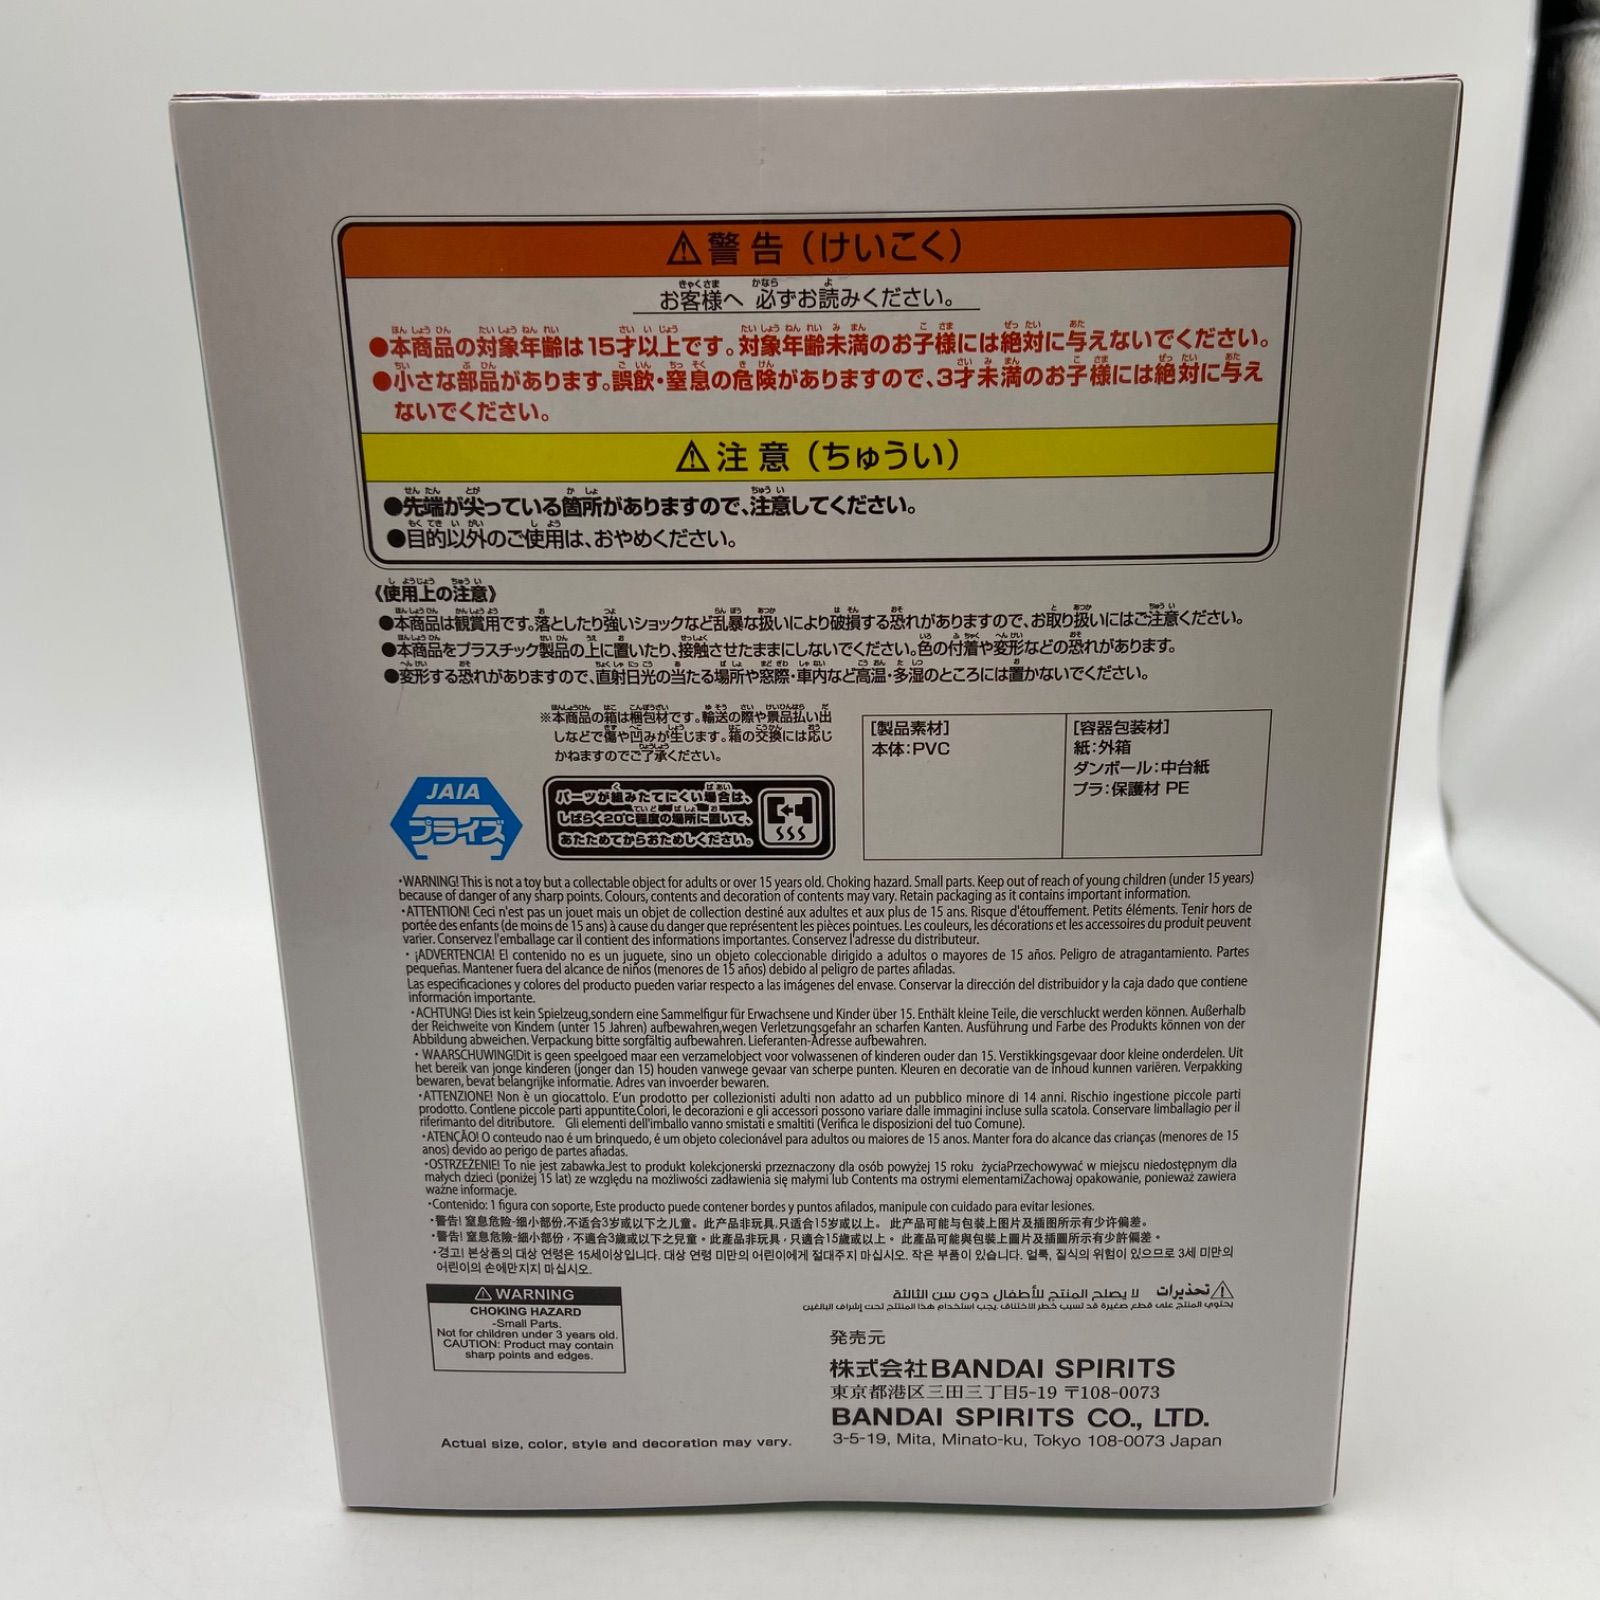 ⚠警告（けいこく）
お客様へ 必ずお読みください。
●本商品の対象年齢は15才以上です。対象年齢未満のお子様には絶対に与えないでください。
●小さな部品があります。誤飲・窒息の危険がありますので、3才未満のお子様には絶対に与え
ないでください。
⚠注意（ちゅうい）
●先端が尖っている箇所がありますので、注意してください。
●目的以外のご使用は、おやめください。
《使用上の注意》
●本商品は観賞用です。落としたり強いショックなど乱暴な扱いにより破損する恐れがありますので、お取り扱いにはご注意ください。
●本商品をプラスチック製品の上に置いたり、接触させたままにしないでください。色の付着や変形などの恐れがあります。
●変形する恐れがありますので、直射日光の当たる場所や窓際・車内など高温・多湿のところには置かないでください。
※本商品の箱は梱包材です。輸送の際や景品払い出
しなどで傷や凹みが生じます。箱の交換には応じ
かねますのでご了承ください。
[製品素材]
本体：PVC
[容器包装材]
紙：外箱
ダンボール：中台紙
プラ：保護材 PE
JAIA
プライズ
パーツが組みたてにくい場合は、
しばらく20℃程度の場所に置いて、
あたためてからおためしください。
・WARNING! This is not a toy but a collectable object for adults or over 15 years old. Choking hazard. Small parts. Keep out of reach of young children (under 15 years)
because of danger of any sharp points. Colours, contents and decoration of contents may vary. Retain packaging as it contains important information.
・ATTENTION! Ceci n'est pas un jouet mais un objet de collection destiné aux adultes et aux plus de 15 ans. Risque d'étouffement. Petits éléments. Tenir hors de
portée des enfants (de moins de 15 ans) à cause du danger que représentent les pièces pointues. Les couleurs, les décorations et les accessoires du produit peuvent
varier. Conservez l'emballage car il contient des informations importantes. Conservez l'adresse du distributeur.
・¡ADVERTENCIA! El contenido no es un juguete, sino un objeto coleccionable dirigido a adultos o mayores de 15 años. Peligro de atragantamiento. Partes
pequeñas. Mantener fuera del alcance de niños (menores de 15 años) debido al peligro de partes afiladas.
Las especificaciones y colores del producto pueden variar respecto a las imágenes del envase. Conservar la dirección del distribuidor y la caja dado que contiene
información importante.
・ACHTUNG! Dies ist kein Spielzeug,sondern eine Sammelfigur für Erwachsene und Kinder über 15. Enthält kleine Teile, die verschluckt werden können. Außerhalb
der Reichweite von Kindern (unter 15 Jahren) aufbewahren,wegen Verletzungsgefahr an scharfen Kanten. Ausführung und Farbe des Produkts können von der
Abbildung abweichen. Verpackung bitte sorgfältig aufbewahren. Lieferanten-Adresse aufbewahren.
・WAARSCHUWING!Dit is geen speelgoed maar een verzamelobject voor volwassenen of kinderen ouder dan 15. Verstikkingsgevaar door kleine onderdelen. Uit
het bereik van jonge kinderen (jonger dan 15) houden vanwege gevaar van scherpe punten. Kleuren en decoratie van de inhoud kunnen variëren. Verpakking
bewaren, bevat belangrijke informatie. Adres van invoerder bewaren.
・ATTENZIONE! Non è un giocattolo. E'un prodotto per collezionisti adulti non adatto ad un pubblico minore di 14 anni. Rischio ingestione piccole parti
prodotto. Contiene piccole parti appuntite.Colori, le decorazioni e gli accessori possono variare dalle immagini incluse sulla scatola. Conservare limballagio per il
riferimanto del ditributore. Gli elementi dell'imballo vanno smistati e smaltiti (Verifica le disposizioni del tuo Comune).
・ATENÇÃO! O conteudo nao é um brinquedo, é um objeto colecionável para adultos ou maiores de 15 anos. Manter fora do alcance das crianças (menores de 15
anos) devido ao perigo de partes afiadas.
・OSTRZEŻENIE! To nie jest zabawka.Jest to produkt kolekcjonerski przeznaczony dla osób powyżej 15 roku życiaPrzechowywać w miejscu niedostępnym dla
małych dzieci (poniżej 15 lat) ze względu na możliwości zadławienia się małymi lub Contents ma ostrymi elementamiZachowaj opakowanie, ponieważ zawiera
ważne informacje.
・Contenido: 1 figura con soporte, Este producto puede contener bordes y puntos afilados, manipule con cuidado para evitar lesiones.
・警告! 窒息危险-细小部份,不适合3岁或以下之儿童。此产品非玩具,只适合15岁或以上。 此产品可能与包装上图片及插图所示有少许偏差。
・警告! 窒息危險-細小部份,不適合3歲或以下之兒童。此產品非玩具,只適合15歲或以上。 此產品可能與包裝上圖片及插圖所示有少許偏差。
・경고! 본상품의 대상 연령은 15세이상입니다. 대상 연령 미만의 어린이에게 절대주지 마십시오. 작은 부품이 있습니다. 얼룩, 질식의 위험이 있으므로 3세 미만의
어린이의 손에만지지 마십시오.
⚠تحذيرات لا يصلح المنتج للأطفال دون سن الثالثة
يحتوي المنتج على قطع صغيرة قد تسبب خطر الاختناق. يجب استخدام هذا المنتج تحت إشراف البالغين
⚠WARNING
CHOKING HAZARD
-Small Parts.
Not for children under 3 years old.
CAUTION: Product may contain
sharp points and edges.
発売元
株式会社BANDAI SPIRITS
東京都港区三田三丁目5-19 〒108-0073
BANDAI SPIRITS CO., LTD.
3-5-19, Mita, Minato-ku, Tokyo 108-0073 Japan
Actual size, color, style and decoration may vary.